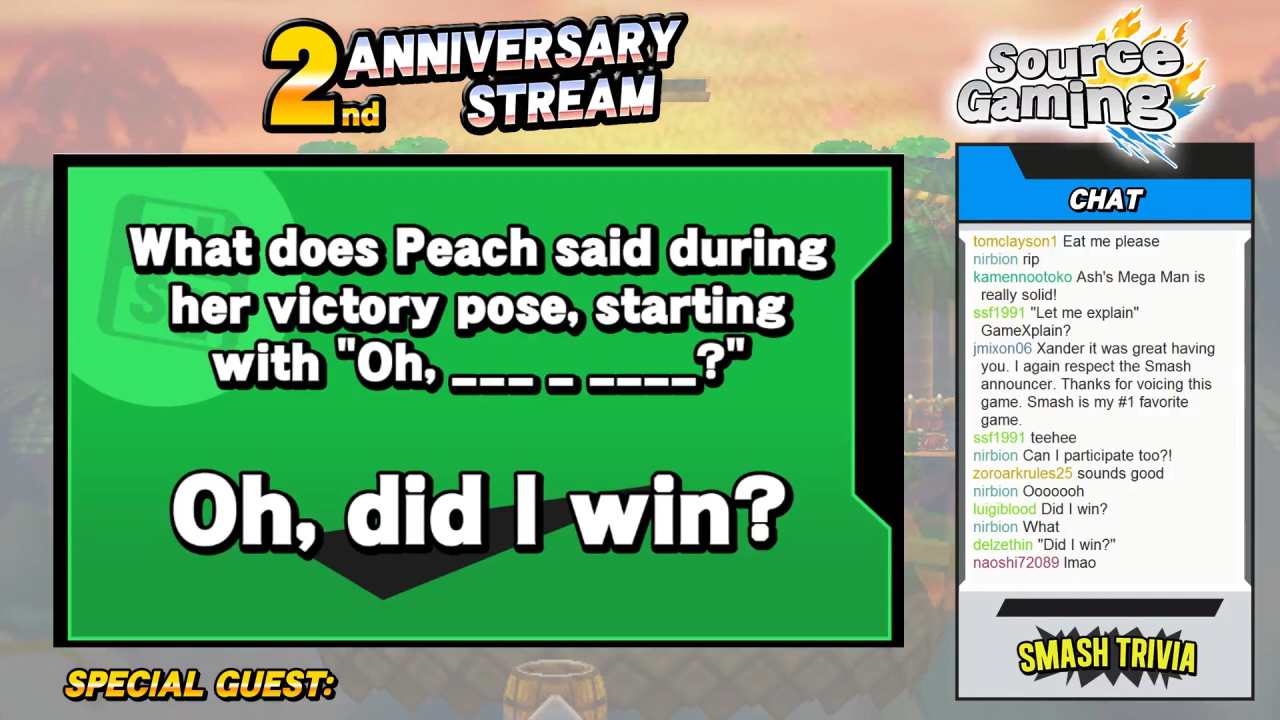 2nd ANNIVERSARY
STREAM
Source
Gaming
What does Peach said during
her victory pose, starting
with "Oh, ___ _ ____?"
Oh, did I win?
CHAT
tomclayson1 Eat me please
nirbion rip
kamennootoko Ash's Mega Man is
really solid!
ssf1991 "Let me explain"
GameXplain?
jmixon06 Xander it was great having
you. I again respect the Smash
announcer. Thanks for voicing this
game. Smash is my #1 favorite
game.
ssf1991 teehee
nirbion Can I participate too?!
zoroarkrules25 sounds good
nirbion Ooooooh
luigiblood Did I win?
nirbion What
delzethin "Did I win?"
naoshi72089 lmao
SMASH TRIVIA
SPECIAL GUEST: